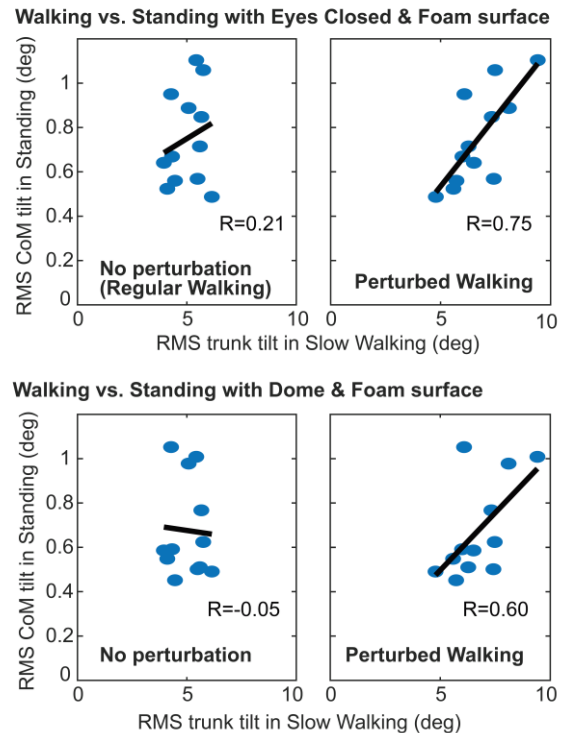 Walking vs. Standing with Eyes Closed & Foam surface
RMS CoM tilt in Standing (deg)
1
0.8
0.6
0.4
0.2
0
R=0.21
No perturbation
(Regular Walking)
0
5
10
R=0.75
Perturbed Walking
0
5
10
RMS trunk tilt in Slow Walking (deg)
Walking vs. Standing with Dome & Foam surface
RMS CoM tilt in Standing (deg)
1
0.8
0.6
0.4
0.2
0
R=-0.05
No perturbation
0
5
10
R=0.60
Perturbed Walking
0
5
10
RMS trunk tilt in Slow Walking (deg)